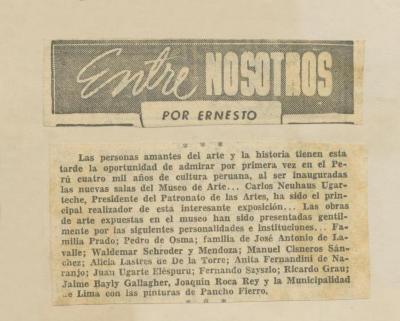 Entre NOSOTROS
POR ERNESTO
* * *
Las personas amantes del arte y la historia tienen esta
tarde la oportunidad de admirar por primera vez en el Pe-
rú cuatro mil años de cultura peruana, al ser inauguradas
las nuevas salas del Museo de Arte... Carlos Neuhaus Ugar-
teche, Presidente del Patronato de las Artes, ha sido el prin-
cipal realizador de esta interesante exposición... Las obras
de arte expuestas en el museo han sido presentadas gentil-
mente por las siguientes personalidades e instituciones... Fa-
milia Prado; Pedro de Osma; familia de José Antonio de La-
valle; Waldemar Schroder y Mendoza; Manuel Cisneros Sán-
chez; Alicia Lastres de De la Torre; Anita Fernandini de Na-
ranjo; Juan Ugarte Eléspuru; Fernando Szyszlo; Ricardo Grau;
Jaime Bayly Gallagher, Joaquín Roca Rey y la Municipalidad
de Lima con las pinturas de Pancho Fierro.
* * *